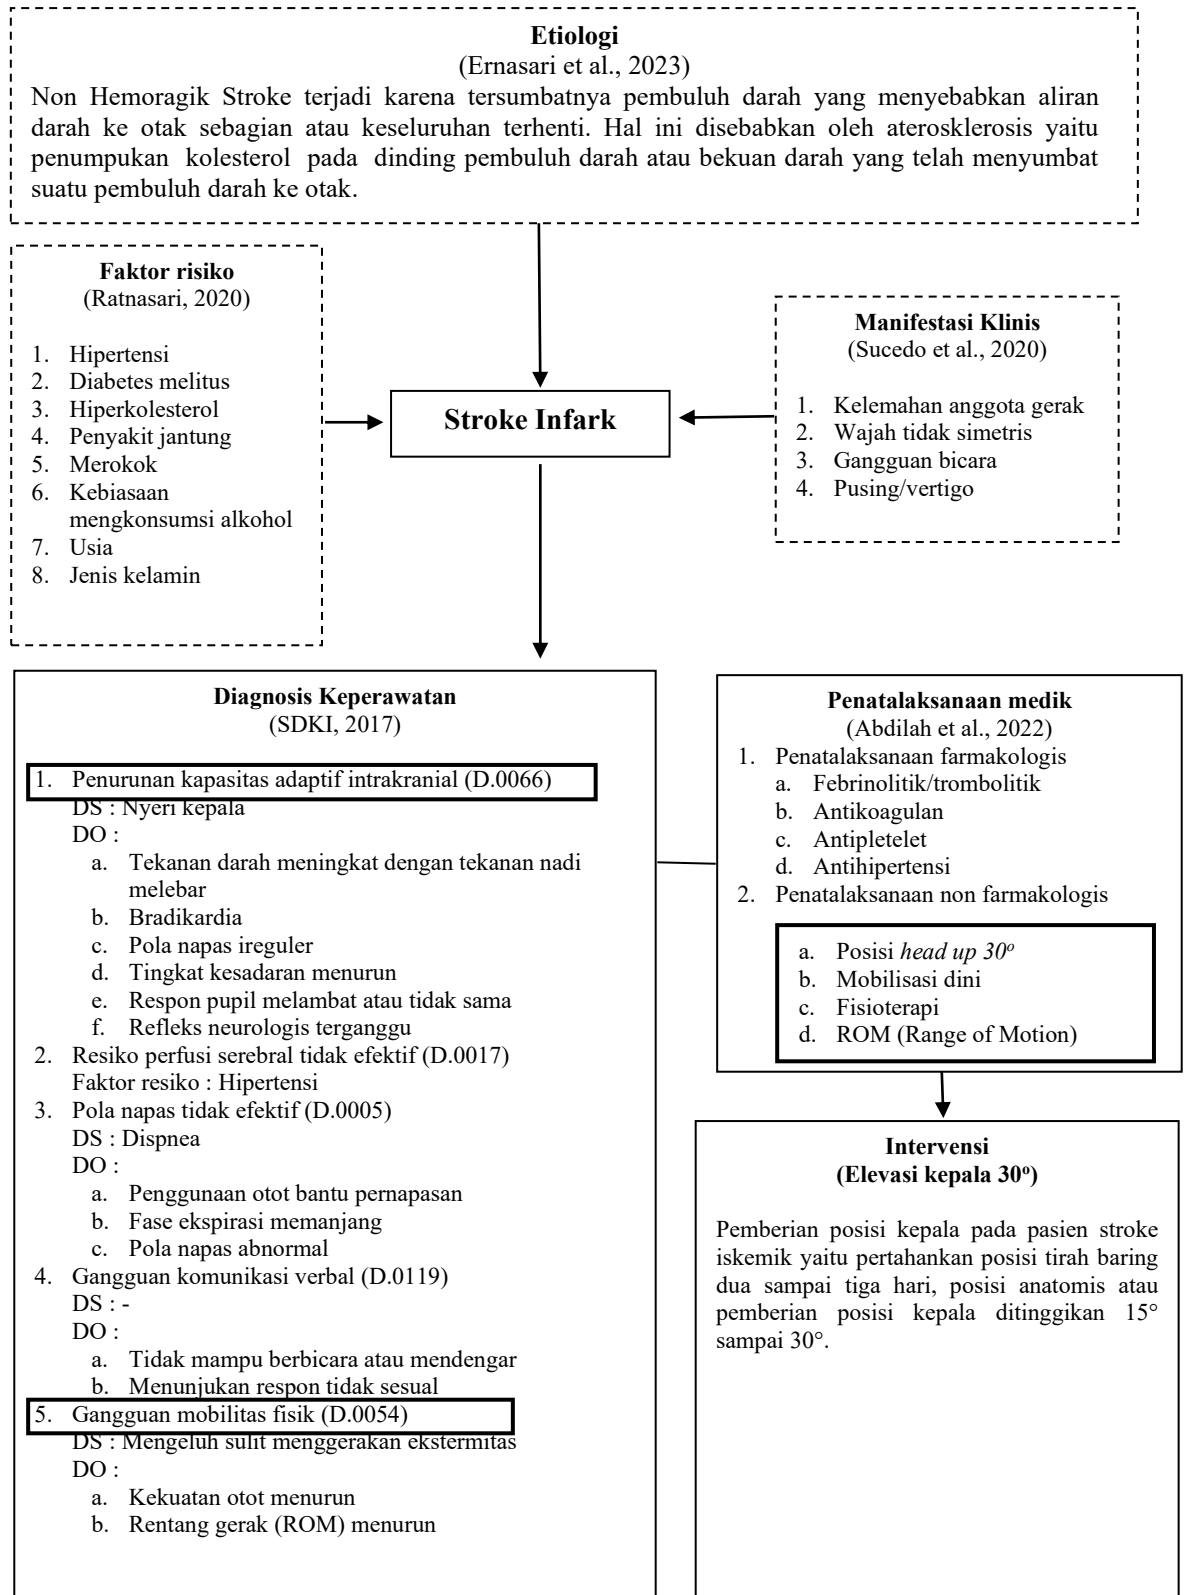 Etiologi
(Ernasari et al., 2023)
Non Hemoragik Stroke terjadi karena tersumbatnya pembuluh darah yang menyebabkan aliran
darah ke otak sebagian atau keseluruhan terhenti. Hal ini disebabkan oleh aterosklerosis yaitu
penumpukan kolesterol pada dinding pembuluh darah atau bekuan darah yang telah menyumbat
suatu pembuluh darah ke otak.
Faktor risiko
(Ratnasari, 2020)
1. Hipertensi
2. Diabetes melitus
3. Hiperkolesterol
4. Penyakit jantung
5. Merokok
6. Kebiasaan
mengkonsumsi alkohol
7. Usia
8. Jenis kelamin
Stroke Infark
Manifestasi Klinis
(Sucedo et al., 2020)
1. Kelemahan anggota gerak
2. Wajah tidak simetris
3. Gangguan bicara
4. Pusing/vertigo
Diagnosis Keperawatan
(SDKI, 2017)
1. Penurunan kapasitas adaptif intrakranial (D.0066)
DS : Nyeri kepala
DO :
a. Tekanan darah meningkat dengan tekanan nadi
melebar
b. Bradikardia
c. Pola napas ireguler
d. Tingkat kesadaran menurun
e. Respon pupil melambat atau tidak sama
f. Refleks neurologis terganggu
2. Resiko perfusi serebral tidak efektif (D.0017)
Faktor resiko : Hipertensi
3. Pola napas tidak efektif (D.0005)
DS : Dispnea
DO :
a. Penggunaan otot bantu pernapasan
b. Fase ekspirasi memanjang
c. Pola napas abnormal
4. Gangguan komunikasi verbal (D.0119)
DS : -
DO :
a. Tidak mampu berbicara atau mendengar
b. Menunjukan respon tidak sesual
5. Gangguan mobilitas fisik (D.0054)
DS : Mengeluh sulit menggerakan ekstermitas
DO :
a. Kekuatan otot menurun
b. Rentang gerak (ROM) menurun
Penatalaksanaan medik
(Abdilah et al., 2022)
1. Penatalaksanaan farmakologis
a. Febrinolitik/trombolitik
b. Antikoagulan
c. Antipletelet
d. Antihipertensi
2. Penatalaksanaan non farmakologis
a. Posisi head up 30°
b. Mobilisasi dini
c. Fisioterapi
d. ROM (Range of Motion)
Intervensi
(Elevasi kepala 30°)
Pemberian posisi kepala pada pasien stroke
iskemik yaitu pertahankan posisi tirah baring
dua sampai tiga hari, posisi anatomis atau
pemberian posisi kepala ditinggikan 15°
sampai 30°.